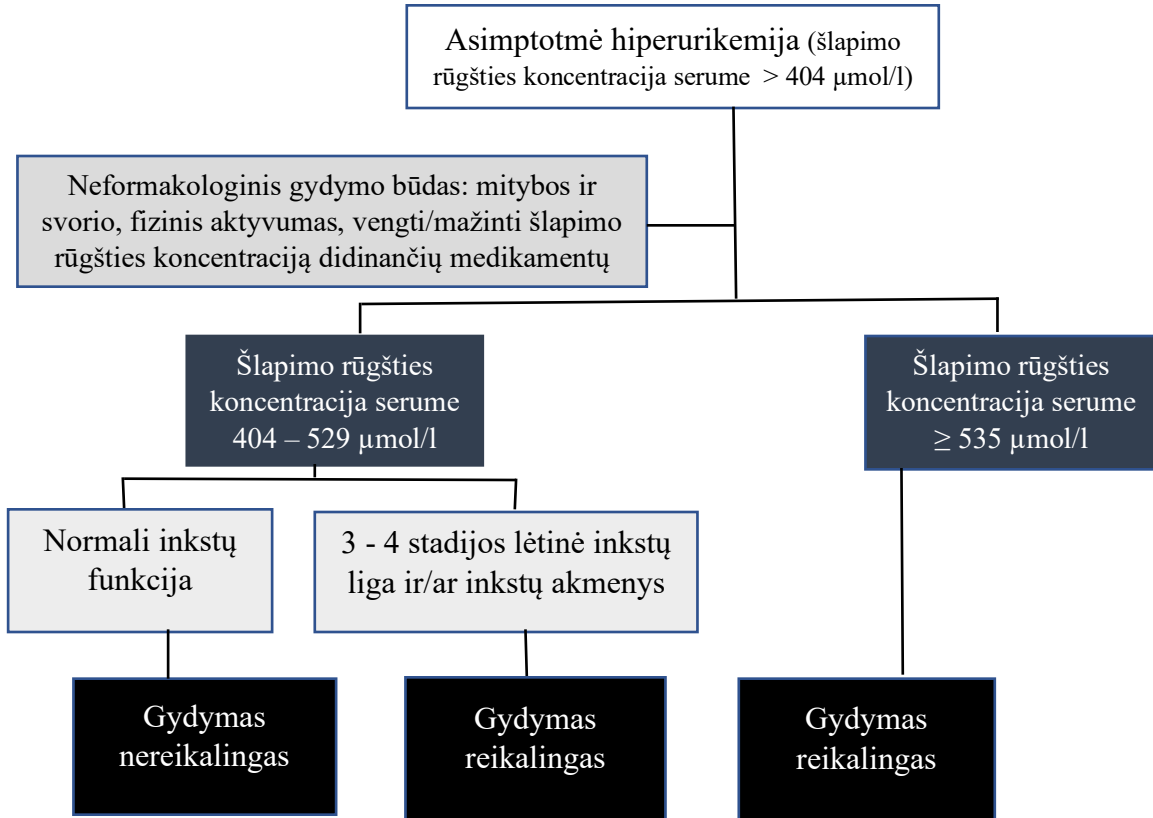 Asimptotmė hiperurikemija (šlapimo
rūgšties koncentracija serume > 404 µmol/l)
Neformakologinis gydymo būdas: mitybos ir
svorio, fizinis aktyvumas, vengti/mažinti šlapimo
rūgšties koncentraciją didinančių medikamentų
Šlapimo rūgšties
koncentracija serume
404 – 529 µmol/l
Šlapimo rūgšties
koncentracija serume
≥ 535 µmol/l
Normali inkstų
funkcija
3 - 4 stadijos lėtinė inkstų
liga ir/ar inkstų akmenys
Gydymas
nereikalingas
Gydymas
reikalingas
Gydymas
reikalingas